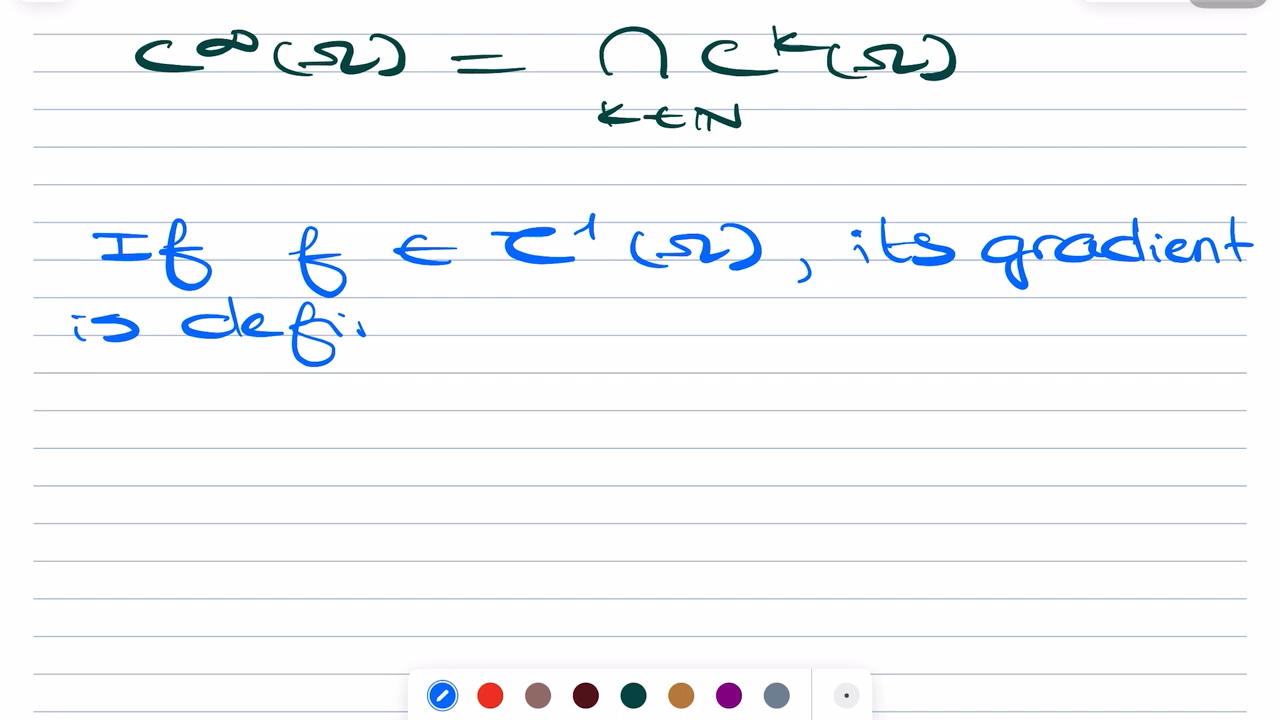 C^∞(Ω) = ∩ C^k(Ω)
k∈ℕ
If f ∈ C^1(Ω), its gradient
is defi